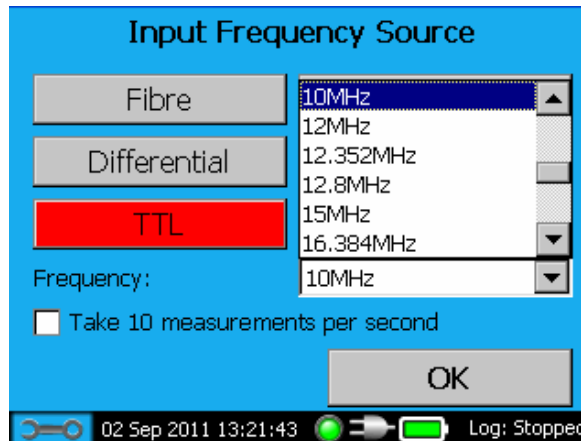 Input Frequency Source
Fibre
Differential
TTL
10MHz
12MHz
12.352MHz
12.8MHz
15MHz
16.384MHz
Frequency:
10MHz
Take 10 measurements per second
OK
02 Sep 2011 13:21:43
Log: Stopped